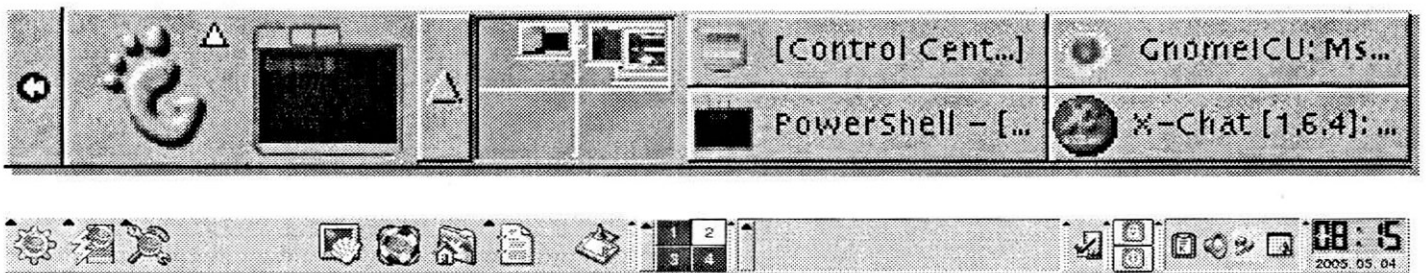 [Control Cent...] GnomeICU: Ms...
PowerShell - [... X-Chat [1.6.4]: ...
1 2
3 4
08:15
2005.05.04